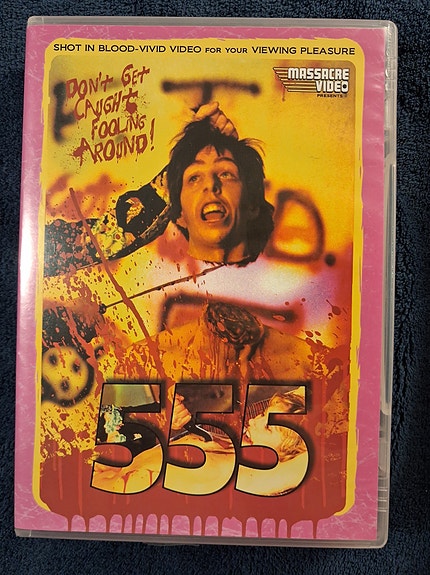 SHOT IN BLOOD-VIVID VIDEO FOR YOUR VIEWING PLEASURE
DON'T GET
CAUGHT
FOOLING
AROUND!
MASSACRE
VIDEO
PRESENTS
555